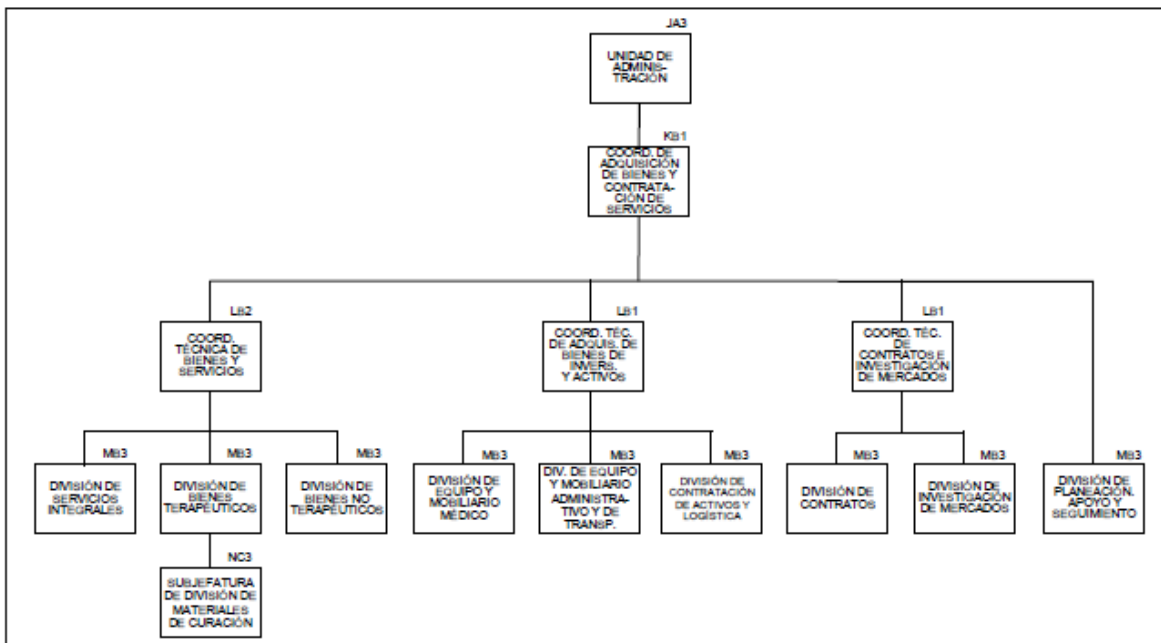 JA3
UNIDAD DE
ADMINIS-
TRACIÓN
KB1
COORD. DE
ADQUISICIÓN
DE BIENES Y
CONTRATA-
CIÓN DE
SERVICIOS
LB2
COORD.
TÉCNICA DE
BIENES Y
SERVICIOS
LB1
COORD. TÉC.
DE ADQUIS. DE
BIENES DE
INVERS.
Y ACTIVOS
LB1
COORD. TÉC.
DE
CONTRATOS E
INVESTIGACIÓN
DE MERCADOS
MB3
DIVISIÓN DE
SERVICIOS
INTEGRALES
MB3
DIVISIÓN DE
BIENES
TERAPÉUTICOS
MB3
DIVISIÓN DE
BIENES NO
TERAPÉUTICOS
MB3
DIVISIÓN DE
EQUIPO Y
MOBILIARIO
MÉDICO
MB3
DIV. DE EQUIPO
Y MOBILIARIO
ADMINISTRA-
TIVO Y DE
TRANSP.
MB3
DIVISIÓN DE
CONTRATACIÓN
DE ACTIVOS Y
LOGÍSTICA
MB3
DIVISIÓN DE
CONTRATOS
MB3
DIVISIÓN DE
INVESTIGACIÓN
DE MERCADOS
MB3
DIVISIÓN DE
PLANEACIÓN.
APOYO Y
SEGUIMIENTO
NC3
SUBJEFATURA
DE DIVISIÓN DE
MATERIALES
DE CURACIÓN